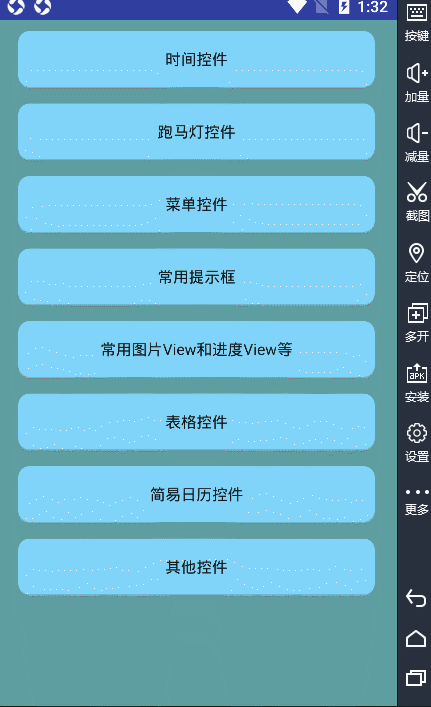 1:32
时间控件
跑马灯控件
菜单控件
常用提示框
常用图片View和进度View等
表格控件
简易日历控件
其他控件
按键
加量
减量
截图
定位
多开
APK
安装
设置
更多